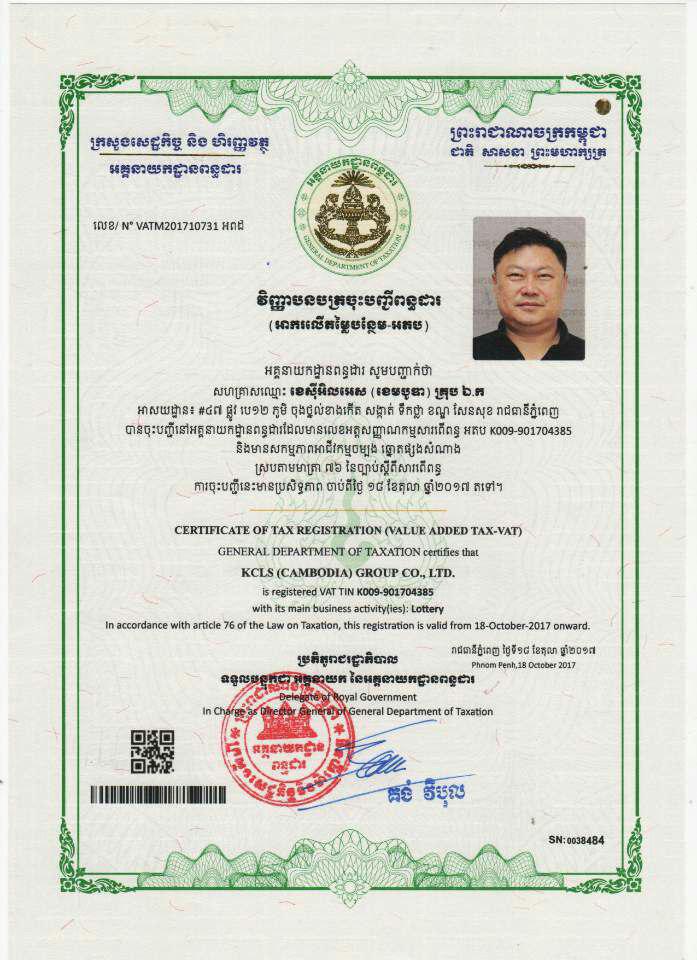 ព្រះរាជាណាចក្រកម្ពុជា
ជាតិ សាសនា ព្រះមហាក្សត្រ
ក្រសួងសេដ្ឋកិច្ច និង ហិរញ្ញវត្ថុ
អគ្គនាយកដ្ឋានពន្ធដារ
អគ្គនាយកដ្ឋានពន្ធដារ
GENERAL DEPARTMENT OF TAXATION
លេខ/ N° VATM201710731 អពដ
វិញ្ញាបនបត្រចុះបញ្ជីពន្ធដារ
(អាករលើតម្លៃបន្ថែម-អតប)
អគ្គនាយកដ្ឋានពន្ធដារ សូមបញ្ជាក់ថា
សហគ្រាសឈ្មោះ ខេស៊ីអិលអេស (ខេមបូឌា) គ្រុប ឯ.ក
អាសយដ្ឋាន៖ #៤៧ ផ្លូវ បេ១២ ភូមិ ចុងថ្នល់ខាងកើត សង្កាត់ ទឹកថ្លា ខណ្ឌ សែនសុខ រាជធានីភ្នំពេញ
បានចុះបញ្ជីនៅអគ្គនាយកដ្ឋានពន្ធដារដែលមានលេខអត្តសញ្ញាណកម្មសារពើពន្ធ អតប K009-901704385
និងមានសកម្មភាពអាជីវកម្មចម្បង ឆ្នោតផ្សងសំណាង
ស្របតាមមាត្រា ៧៦ នៃច្បាប់ស្តីពីសារពើពន្ធ
ការចុះបញ្ជីនេះមានប្រសិទ្ធភាព ចាប់ពីថ្ងៃ ១៨ ខែតុលា ឆ្នាំ២០១៧ តទៅ។
CERTIFICATE OF TAX REGISTRATION (VALUE ADDED TAX-VAT)
GENERAL DEPARTMENT OF TAXATION certifies that
KCLS (CAMBODIA) GROUP CO., LTD.
is registered VAT TIN K009-901704385
with its main business activity(ies): Lottery
In accordance with article 76 of the Law on Taxation, this registration is valid from 18-October-2017 onward.
រាជធានីភ្នំពេញ ថ្ងៃទី១៨ ខែតុលា ឆ្នាំ២០១៧
Phnom Penh,18 October 2017
ប្រតិភូរាជរដ្ឋាភិបាល
ទទួលបន្ទុកជា អគ្គនាយក នៃអគ្គនាយកដ្ឋានពន្ធដារ
Delegate of Royal Government
In Charge as Director General of General Department of Taxation
អគ្គនាយកដ្ឋាន
ពន្ធដារ
គង់ វិបុល
SN:0038484